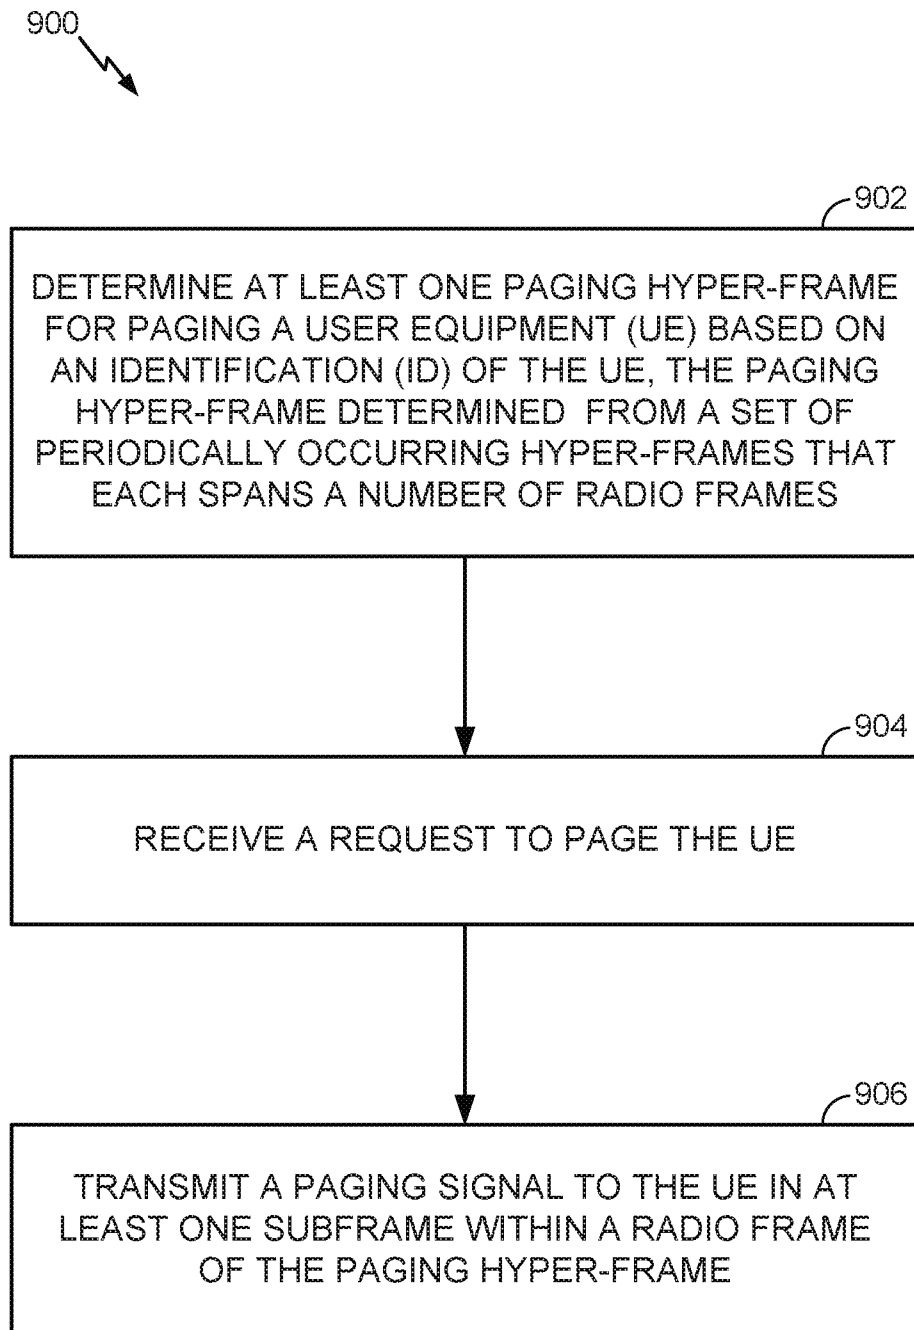 900
902
DETERMINE AT LEAST ONE PAGING HYPER-FRAME
FOR PAGING A USER EQUIPMENT (UE) BASED ON
AN IDENTIFICATION (ID) OF THE UE, THE PAGING
HYPER-FRAME DETERMINED FROM A SET OF
PERIODICALLY OCCURRING HYPER-FRAMES THAT
EACH SPANS A NUMBER OF RADIO FRAMES
904
RECEIVE A REQUEST TO PAGE THE UE
906
TRANSMIT A PAGING SIGNAL TO THE UE IN AT
LEAST ONE SUBFRAME WITHIN A RADIO FRAME
OF THE PAGING HYPER-FRAME